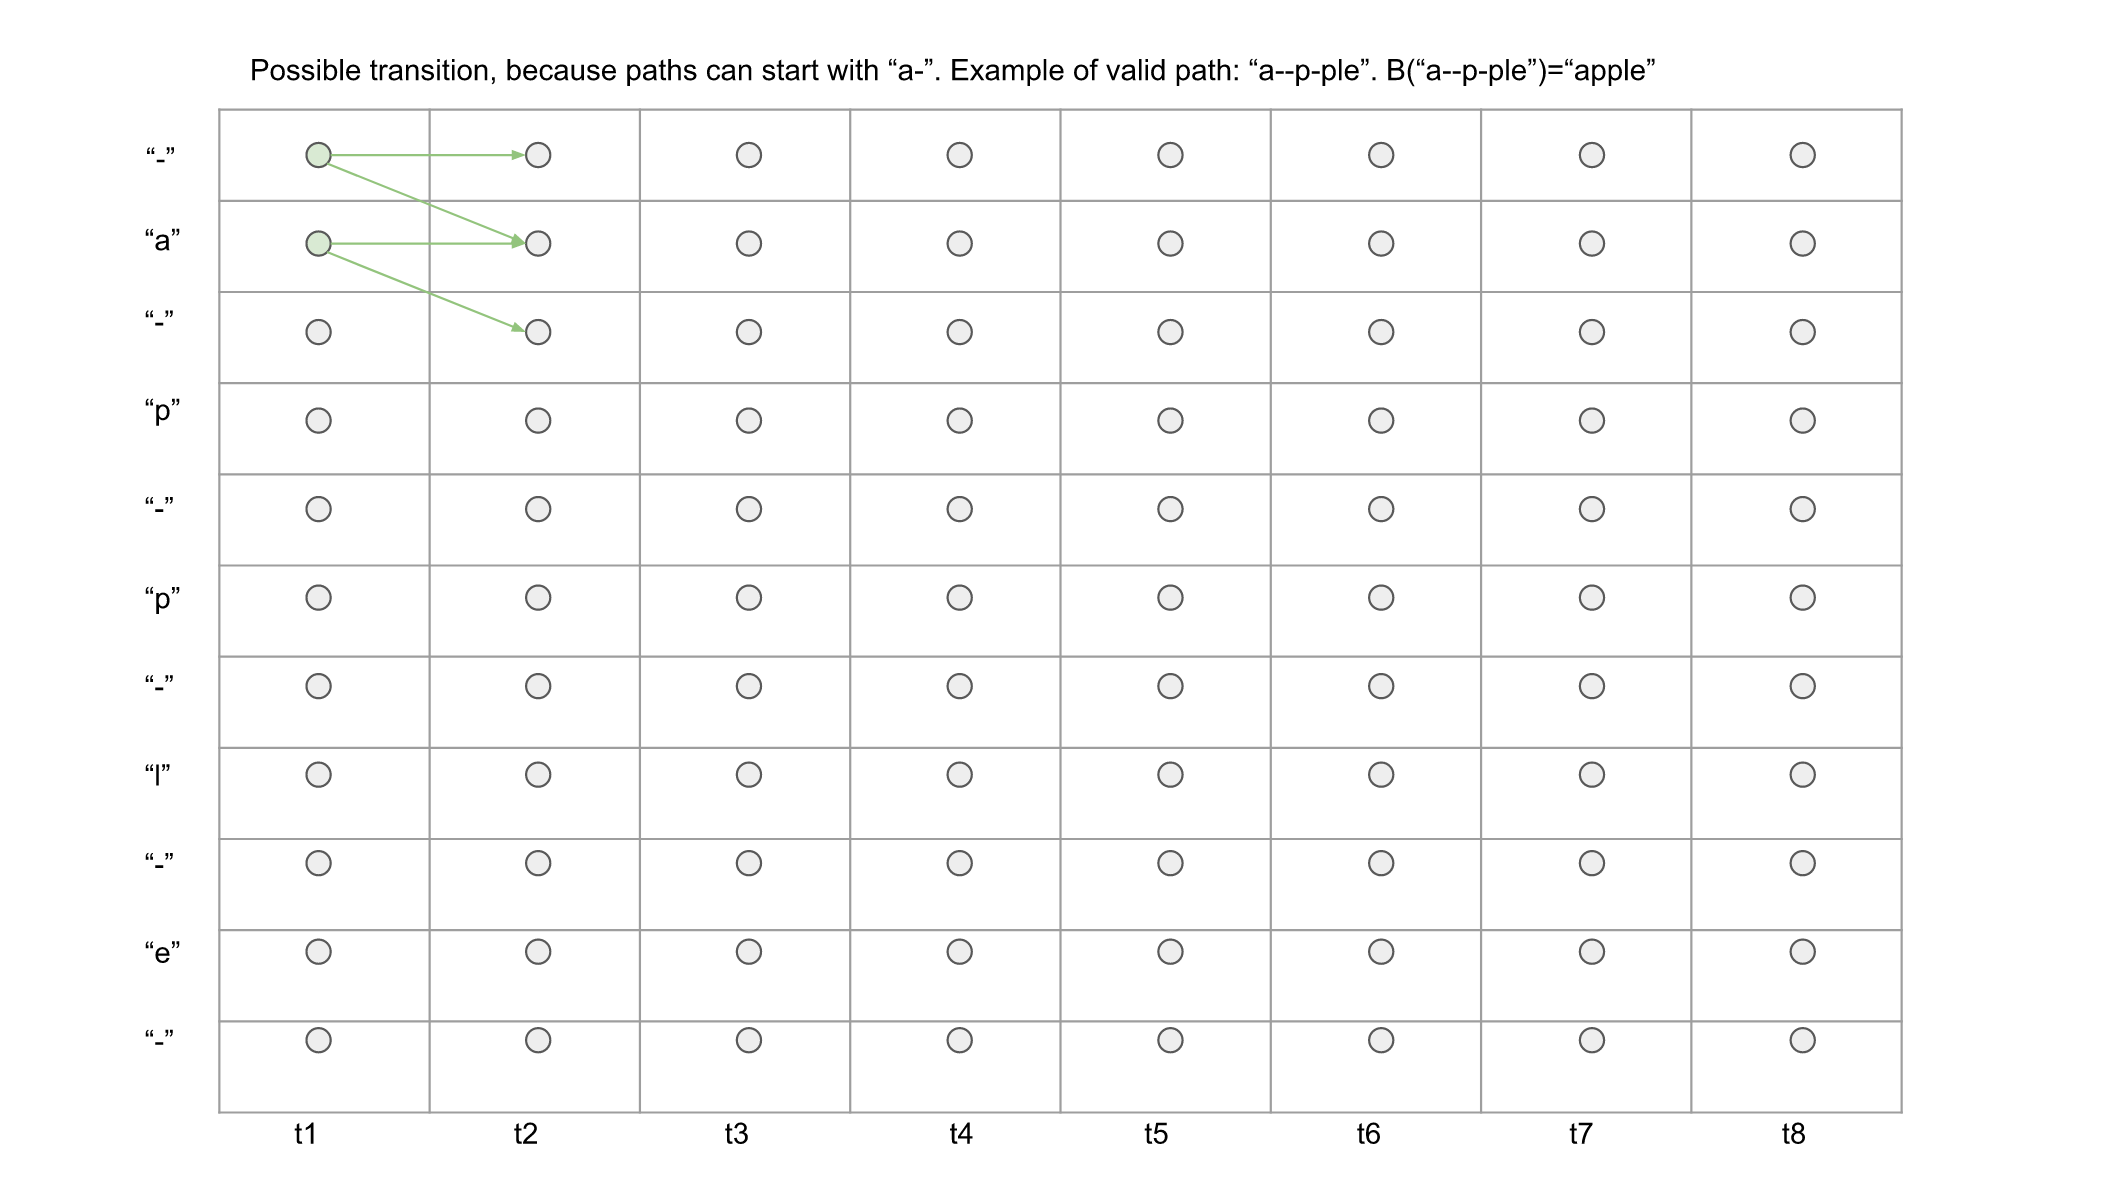 Possible transition, because paths can start with “a-”. Example of valid path: “a--p-ple”. B(“a--p-ple”)=“apple”
“-”
“a”
“-”
“p”
“-”
“p”
“-”
“l”
“-”
“e”
“-”
t1 t2 t3 t4 t5 t6 t7 t8